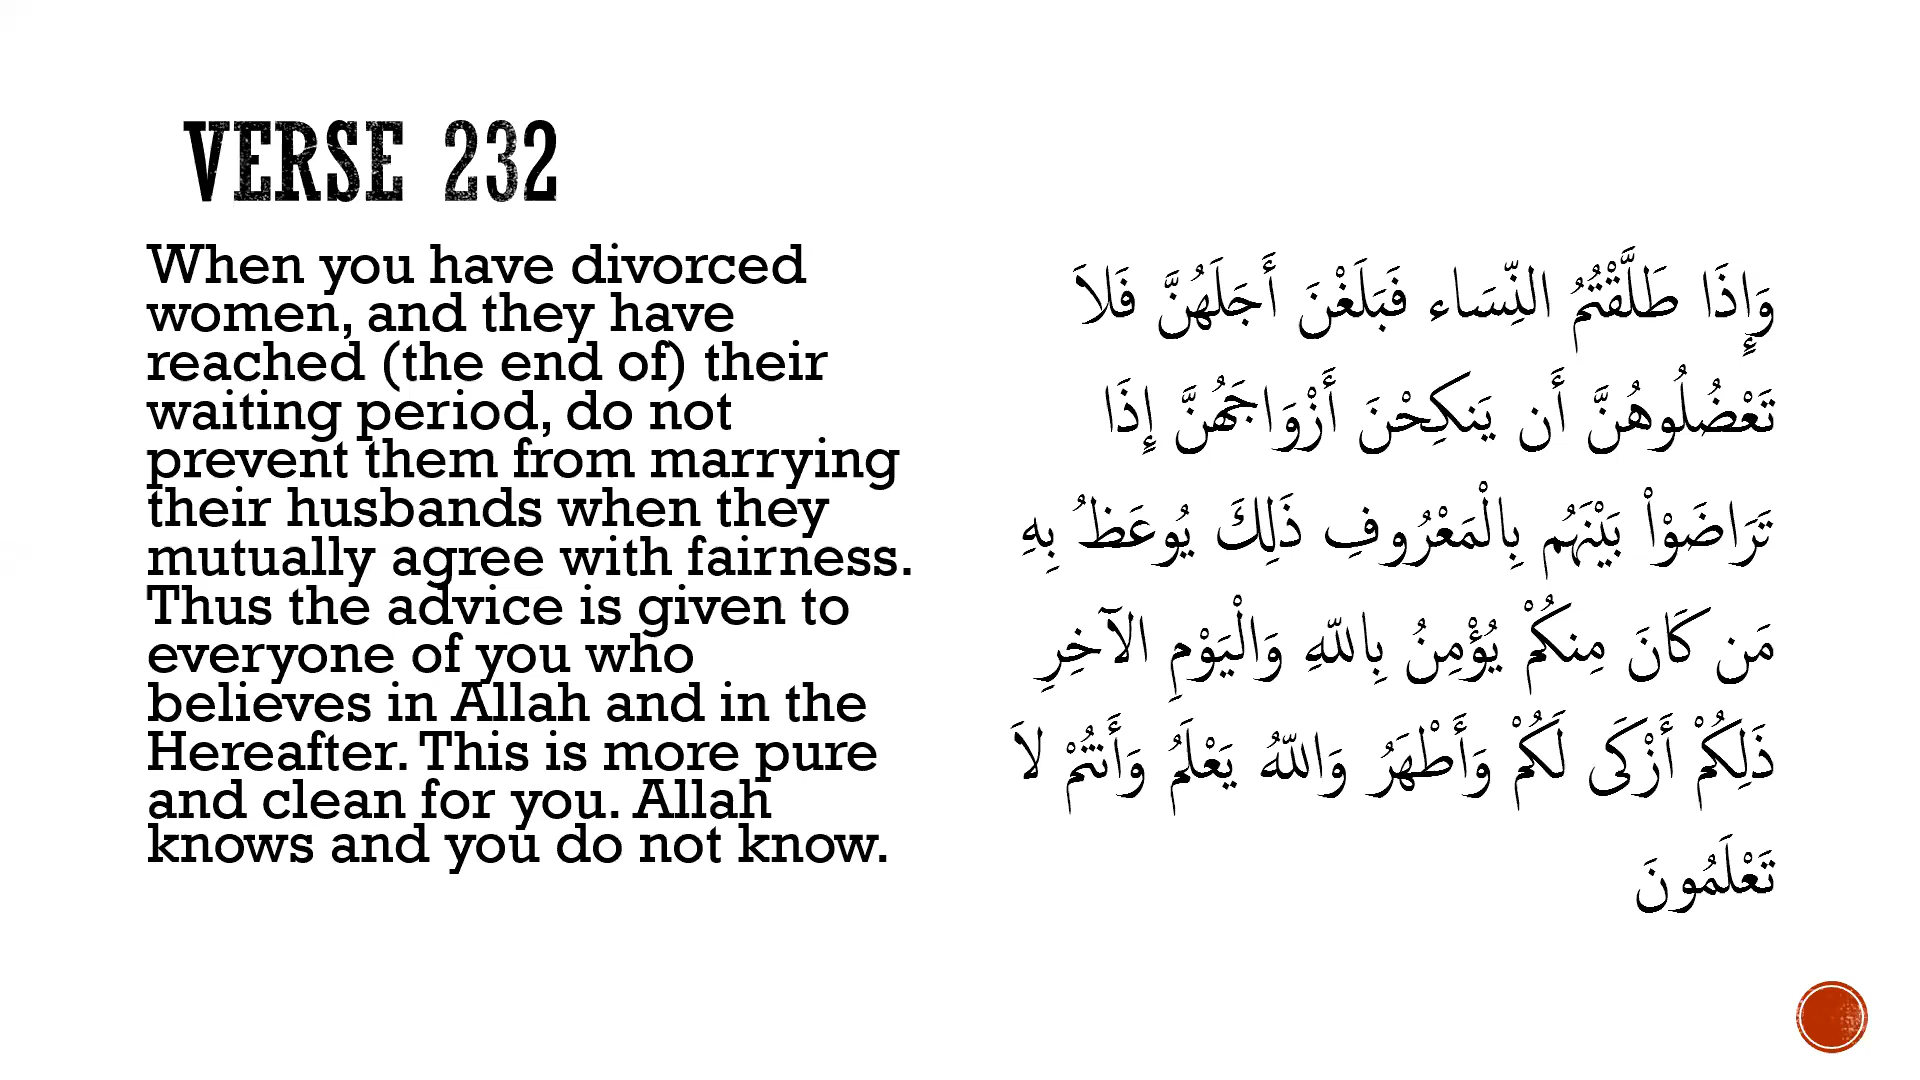 VERSE 232
When you have divorced
women, and they have
reached (the end of) their
waiting period, do not
prevent them from marrying
their husbands when they
mutually agree with fairness.
Thus the advice is given to
everyone of you who
believes in Allah and in the
Hereafter. This is more pure
and clean for you. Allah
knows and you do not know.
وَإِذَا طَلَّقْتُمُ النِّسَاء فَبَلَغْنَ أَجَلَهُنَّ فَلاَ
تَعْضُلُوهُنَّ أَن يَنكِحْنَ أَزْوَاجَهُنَّ إِذَا
تَرَاضَوْاْ بَيْنَهُم بِالْمَعْرُوفِ ذَلِكَ يُوعَظُ بِهِ
مَن كَانَ مِنكُمْ يُؤْمِنُ بِاللّهِ وَالْيَوْمِ الآخِرِ
ذَلِكُمْ أَزْكَى لَكُمْ وَأَطْهَرُ وَاللّهُ يَعْلَمُ وَأَنتُمْ لاَ
تَعْلَمُونَ